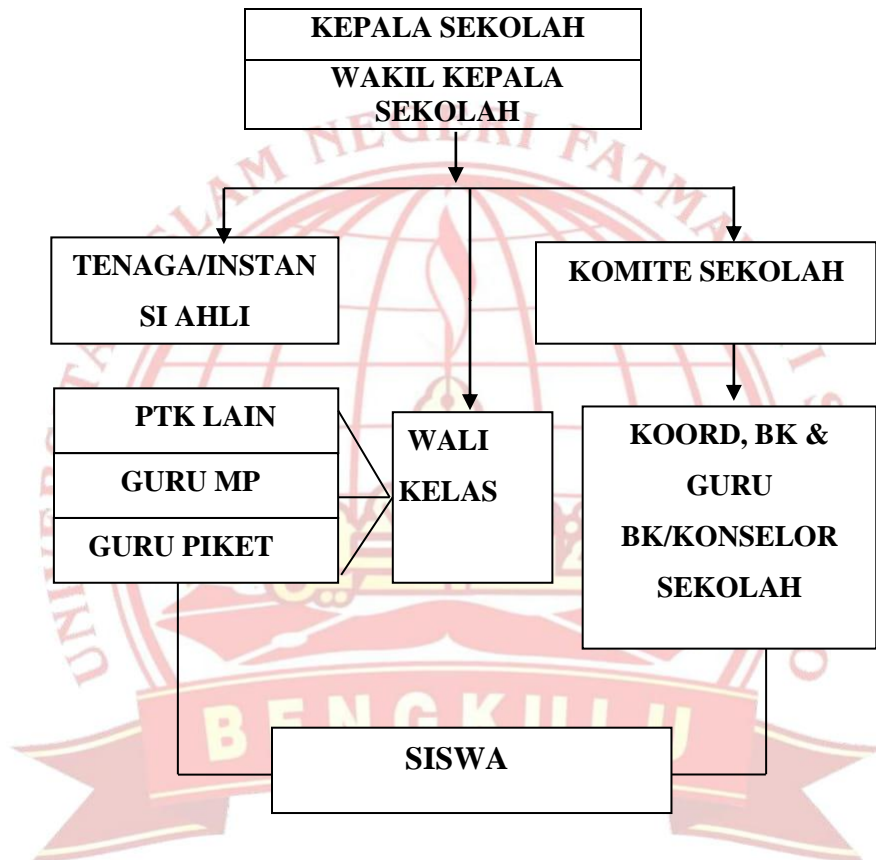 KEPALA SEKOLAH
WAKIL KEPALA
SEKOLAH
TENAGA/INSTAN
SI AHLI
KOMITE SEKOLAH
PTK LAIN
GURU MP
GURU PIKET
WALI
KELAS
KOORD, BK &
GURU
BK/KONSELOR
SEKOLAH
SISWA
NEGERI
BENGKULU